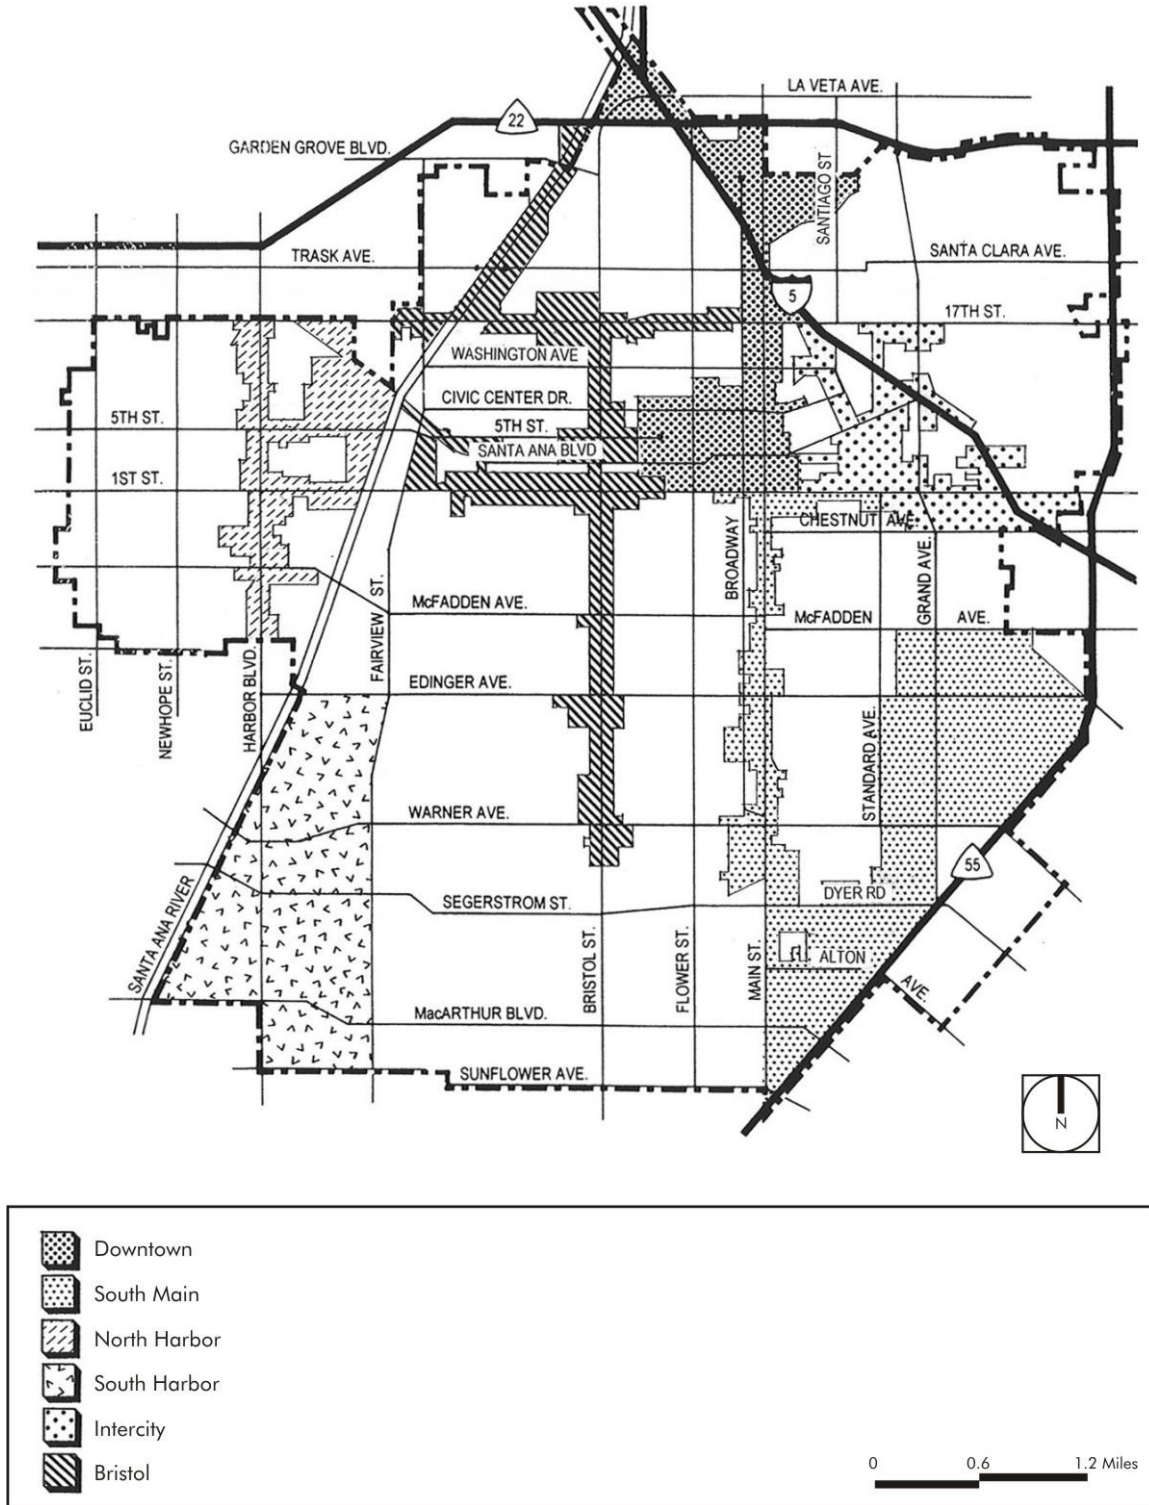 LA VETA AVE.
22
GARDEN GROVE BLVD.
SANTIAGO ST
TRASK AVE.
SANTA CLARA AVE.
5
17TH ST.
WASHINGTON AVE
CIVIC CENTER DR.
5TH ST.
5TH ST.
SANTA ANA BLVD
1ST ST.
CHESTNUT AVE
BROADWAY
GRAND AVE.
FAIRVIEW ST.
McFADDEN AVE.
McFADDEN AVE.
EUCLID ST.
NEWHOPE ST.
HARBOR BLVD.
EDINGER AVE.
STANDARD AVE.
WARNER AVE.
55
DYER RD
SEGERSTROM ST.
SANTA ANA RIVER
BRISTOL ST.
FLOWER ST.
MAIN ST.
ALTON AVE.
MacARTHUR BLVD.
SUNFLOWER AVE.
N
Downtown
South Main
North Harbor
South Harbor
Intercity
Bristol
0 0.6 1.2 Miles